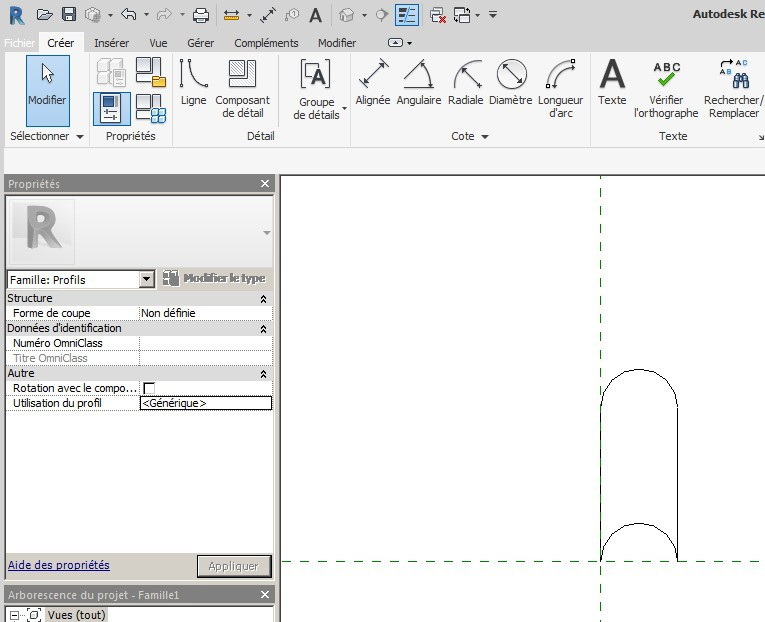 Autodesk Re
Fichier Créer Insérer Vue Gérer Compléments Modifier
Modifier
Ligne Composant de détail
Groupe de détails
Alignée Angulaire Radiale Diamètre Longueur d'arc
A Texte
ABC Vérifier l'orthographe
Rechercher/ Remplacer
Sélectionner Propriétés Détail Cote Texte
Propriétés
R
Famille: Profils Modifier le type
Structure
Forme de coupe Non définie
Données d'identification
Numéro OmniClass
Titre OmniClass
Autre
Rotation avec le compo...
Utilisation du profil <Générique>
Aide des propriétés Appliquer
Arborescence du projet - Famille1
Vues (tout)